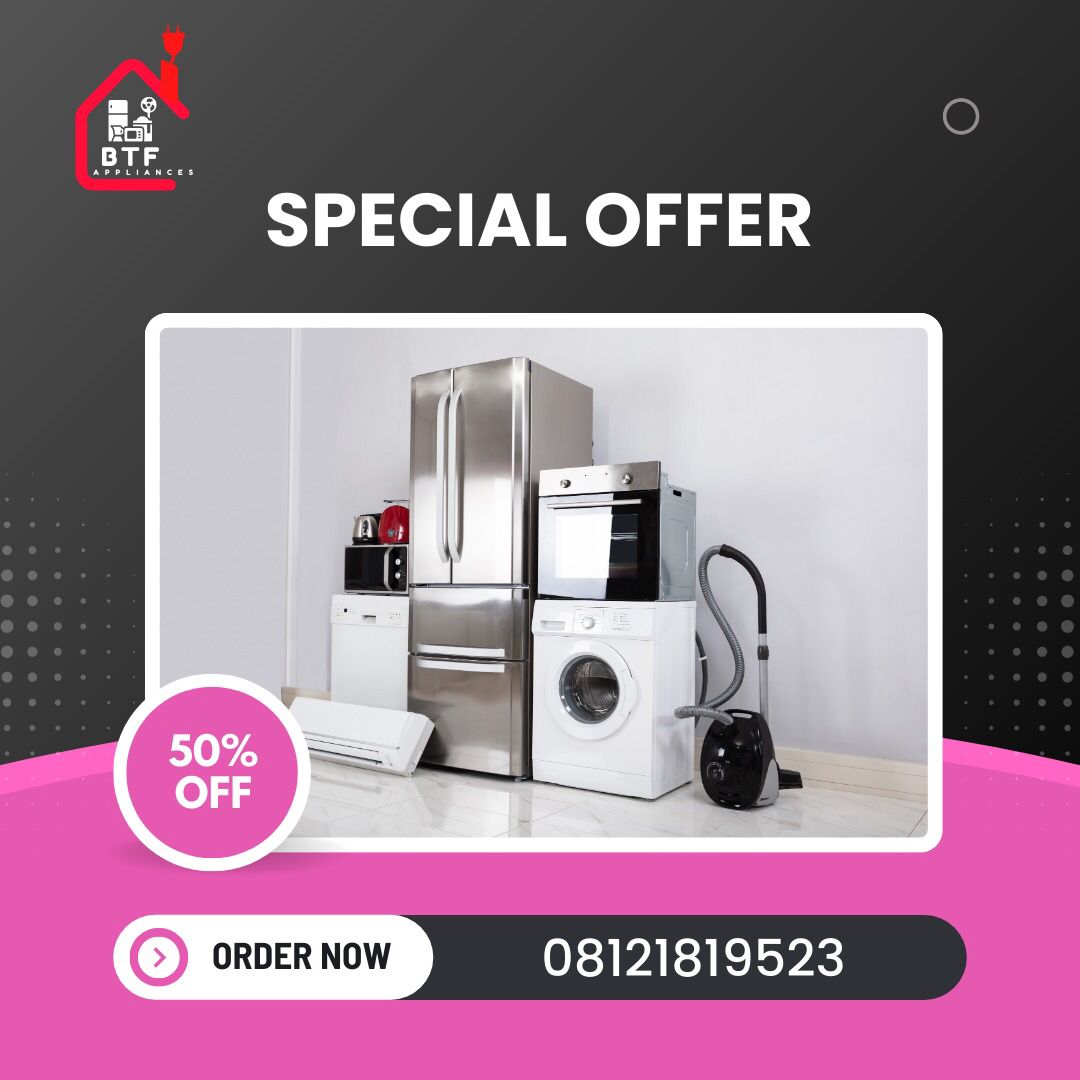 BTF
APPLIANCES
SPECIAL OFFER
50%
OFF
ORDER NOW
08121819523